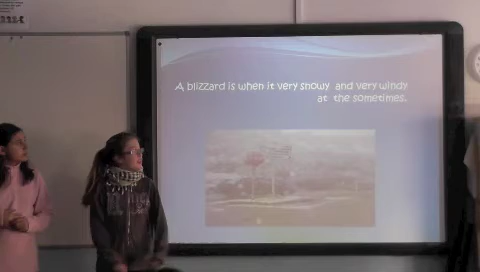 A blizzard is when it very snowy and very windy
at the sometimes.